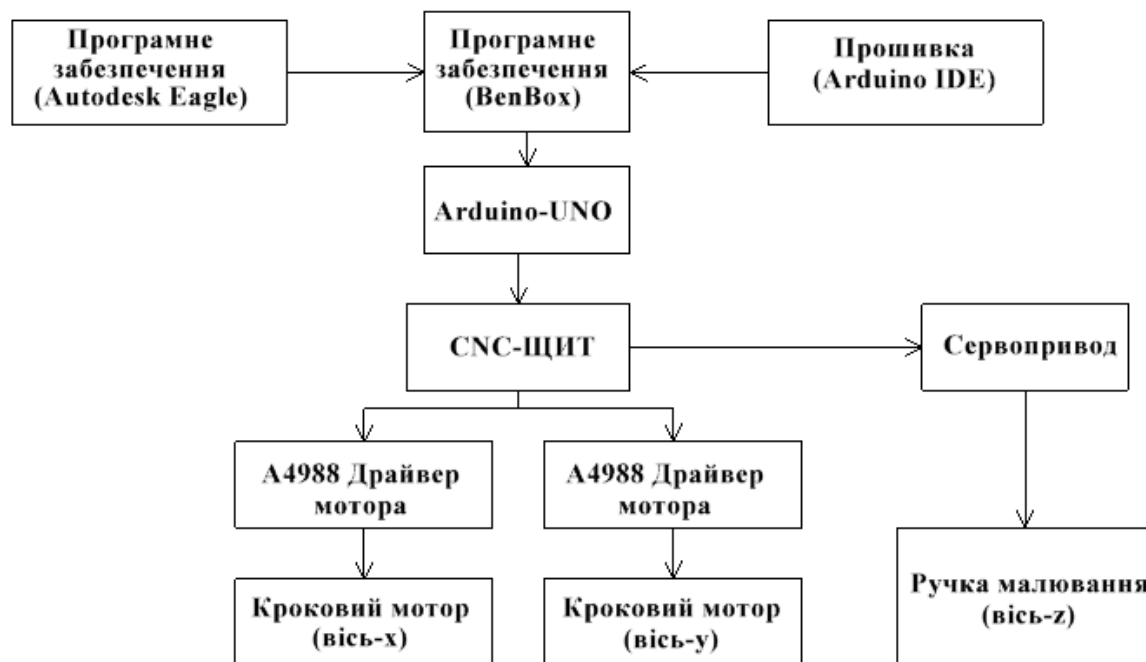 Програмне
забезпечення
(Autodesk Eagle)
Програмне
забезпечення
(BenBox)
Прошивка
(Arduino IDE)
Arduino-UNO
CNC-ЩИТ
Сервопривод
A4988 Драйвер
мотора
A4988 Драйвер
мотора
Кроковий мотор
(вісь-x)
Кроковий мотор
(вісь-y)
Ручка малювання
(вісь-z)